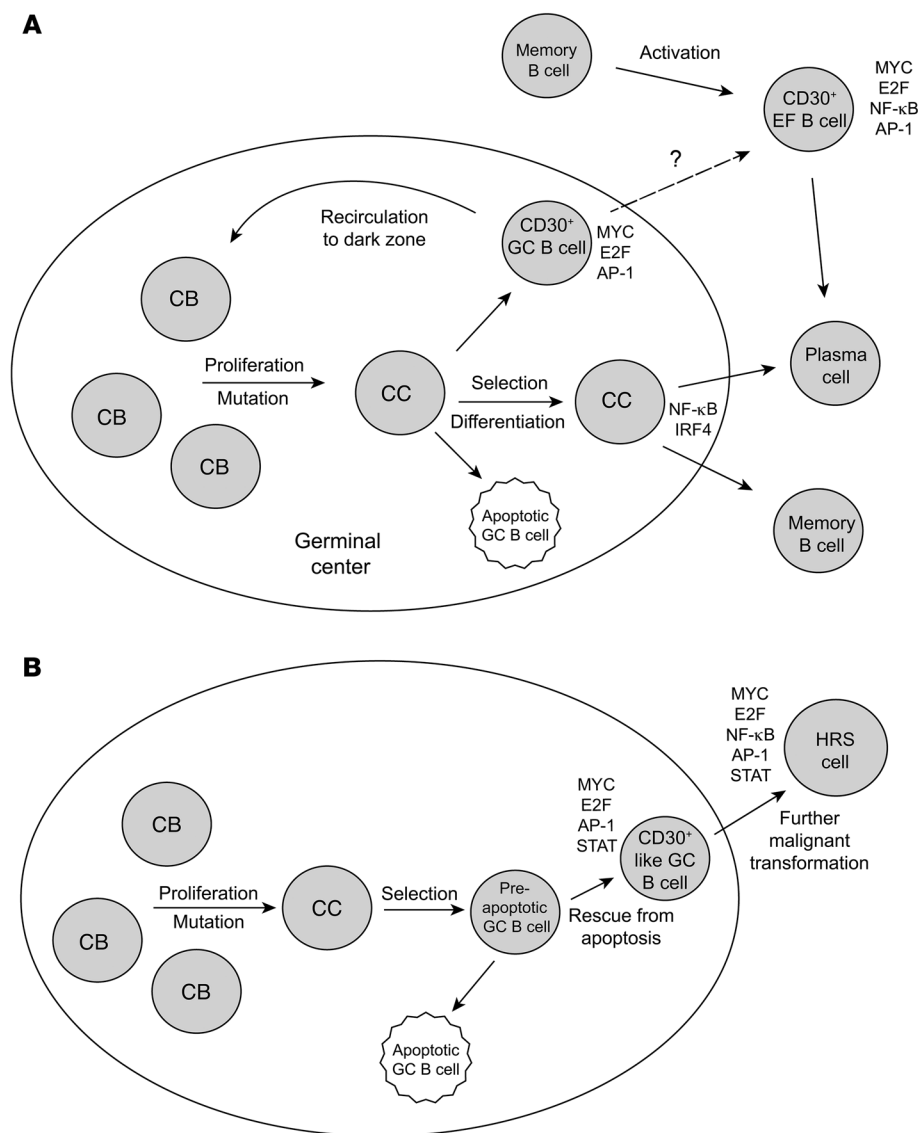 A
Memory
B cell
Activation
CD30⁺
EF B cell
MYC
E2F
NF-κB
AP-1
?
Recirculation
to dark zone
CD30⁺
GC B cell
MYC
E2F
AP-1
CB
CB
CB
Proliferation
Mutation
CC
Selection
Differentiation
CC
NF-κB
IRF4
Plasma
cell
Apoptotic
GC B cell
Memory
B cell
Germinal
center
B
MYC
E2F
NF-κB
AP-1
STAT
HRS
cell
Further
malignant
transformation
MYC
E2F
AP-1
STAT
CD30⁺
like GC
B cell
CB
CB
CB
Proliferation
Mutation
CC
Selection
Pre-
apoptotic
GC B cell
Rescue from
apoptosis
Apoptotic
GC B cell